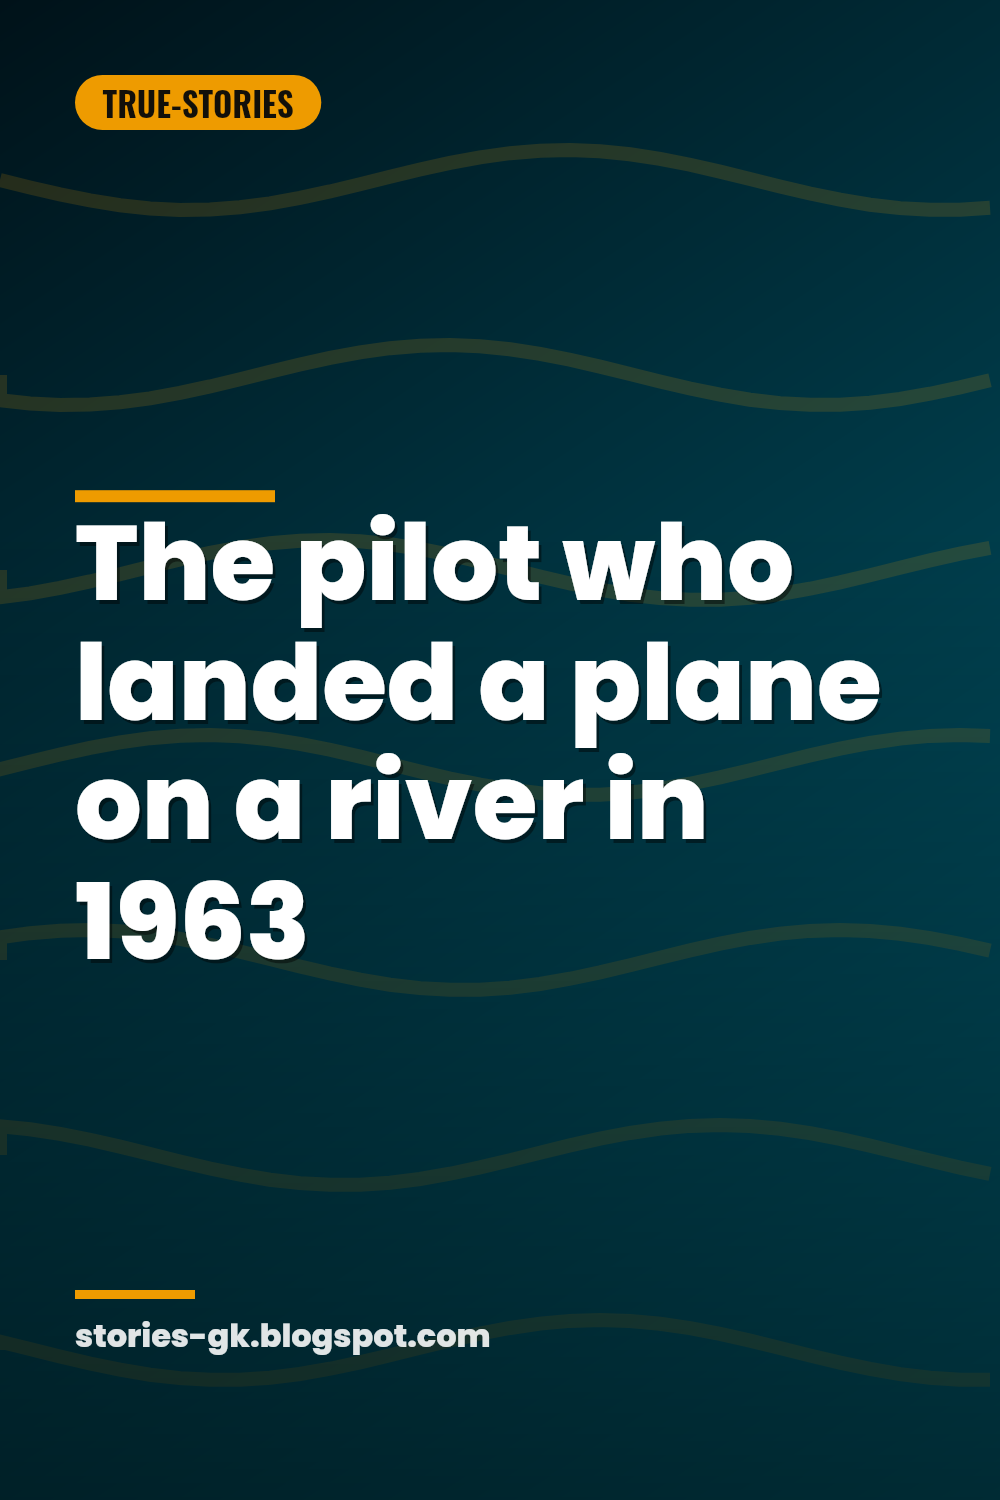 TRUE-STORIES
The pilot who
landed a plane
on a river in
1963
stories-gk.blogspot.com